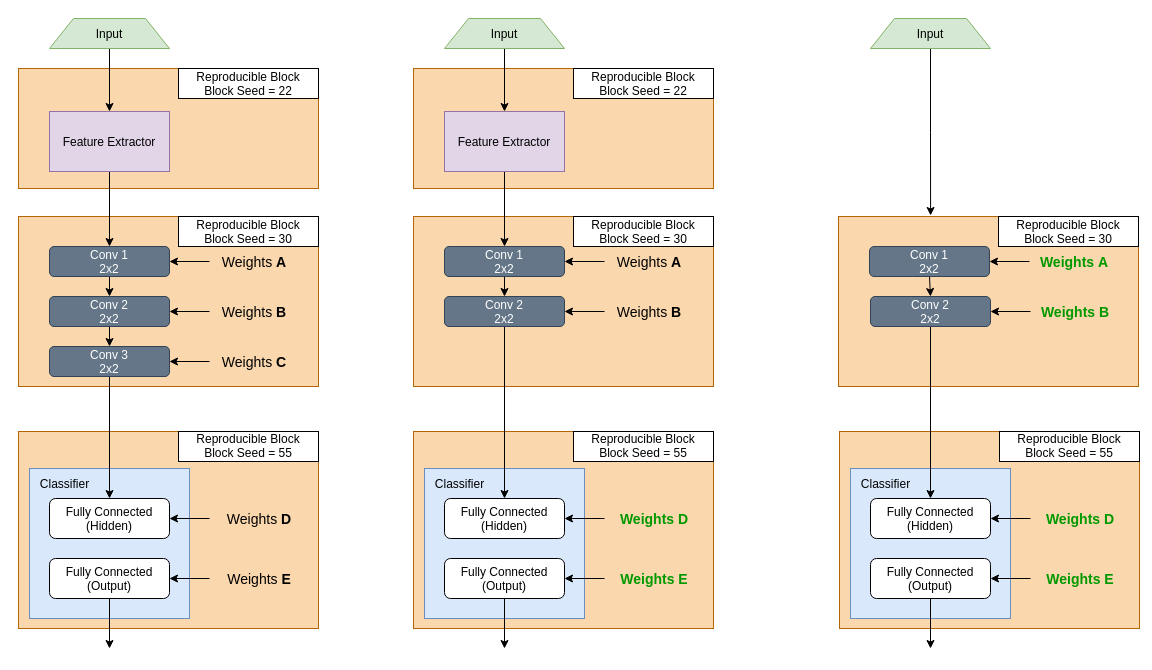 Input
Reproducible Block
Block Seed = 22
Feature Extractor
Reproducible Block
Block Seed = 30
Conv 1
2x2
Weights A
Conv 2
2x2
Weights B
Conv 3
2x2
Weights C
Reproducible Block
Block Seed = 55
Classifier
Fully Connected
(Hidden)
Weights D
Fully Connected
(Output)
Weights E
Input
Reproducible Block
Block Seed = 22
Feature Extractor
Reproducible Block
Block Seed = 30
Conv 1
2x2
Weights A
Conv 2
2x2
Weights B
Reproducible Block
Block Seed = 55
Classifier
Fully Connected
(Hidden)
Weights D
Fully Connected
(Output)
Weights E
Input
Reproducible Block
Block Seed = 30
Conv 1
2x2
Weights A
Conv 2
2x2
Weights B
Reproducible Block
Block Seed = 55
Classifier
Fully Connected
(Hidden)
Weights D
Fully Connected
(Output)
Weights E